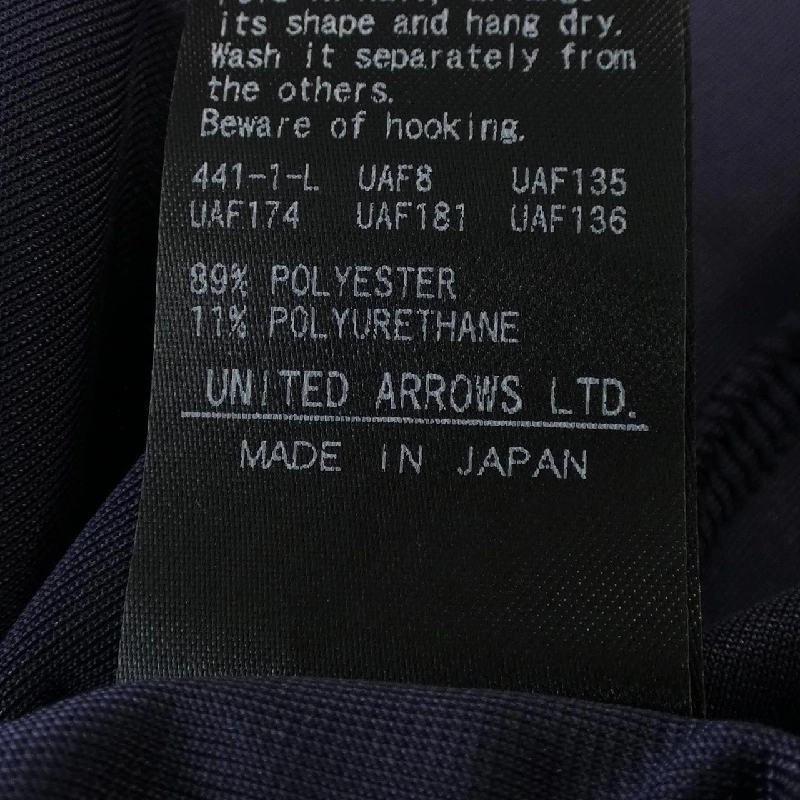 its shape and hang dry.
Wash it separately from
the others.
Beware of hooking.
441-1-L UAF8 UAF135
UAF174 UAF181 UAF136
89% POLYESTER
11% POLYURETHANE
UNITED ARROWS LTD.
MADE IN JAPAN